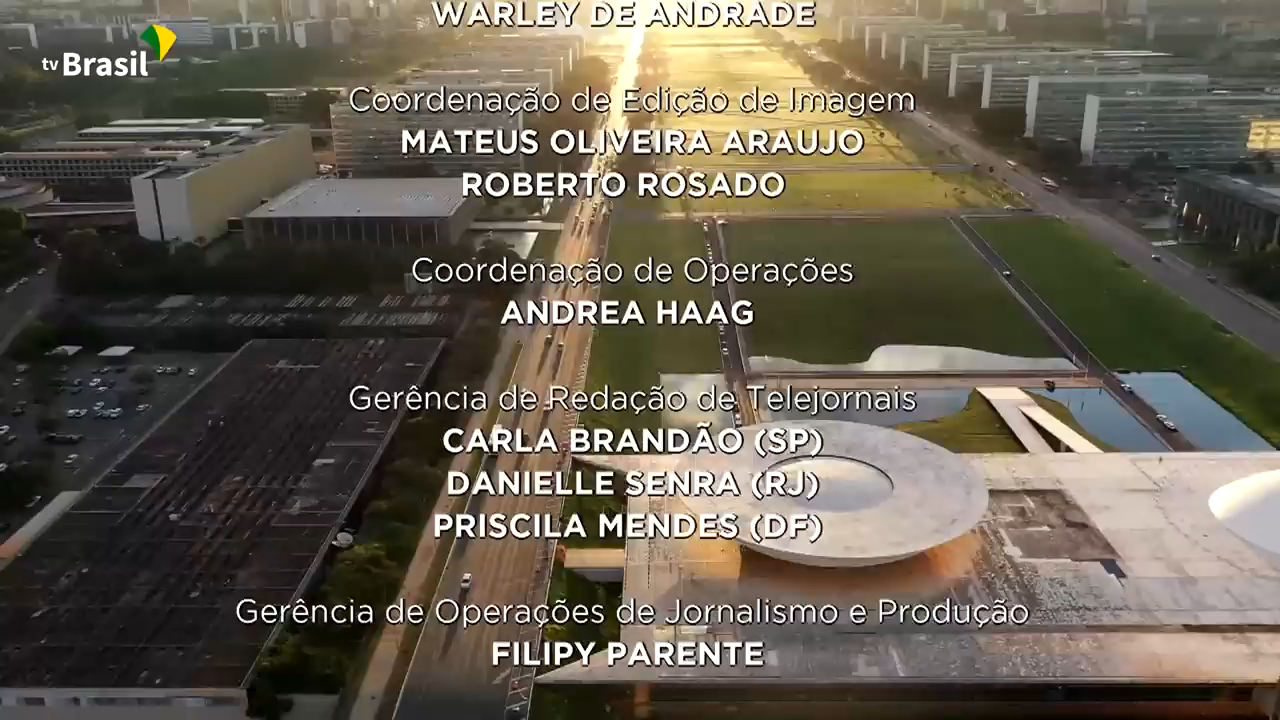 WARLEY DE ANDRADE
tv Brasil
Coordenação de Edição de Imagem
MATEUS OLIVEIRA ARAUJO
ROBERTO ROSADO
Coordenação de Operações
ANDREA HAAG
Gerência de Redação de Telejornais
CARLA BRANDÃO (SP)
DANIELLE SENRA (RJ)
PRISCILA MENDES (DF)
Gerência de Operações de Jornalismo e Produção
FILIPY PARENTE